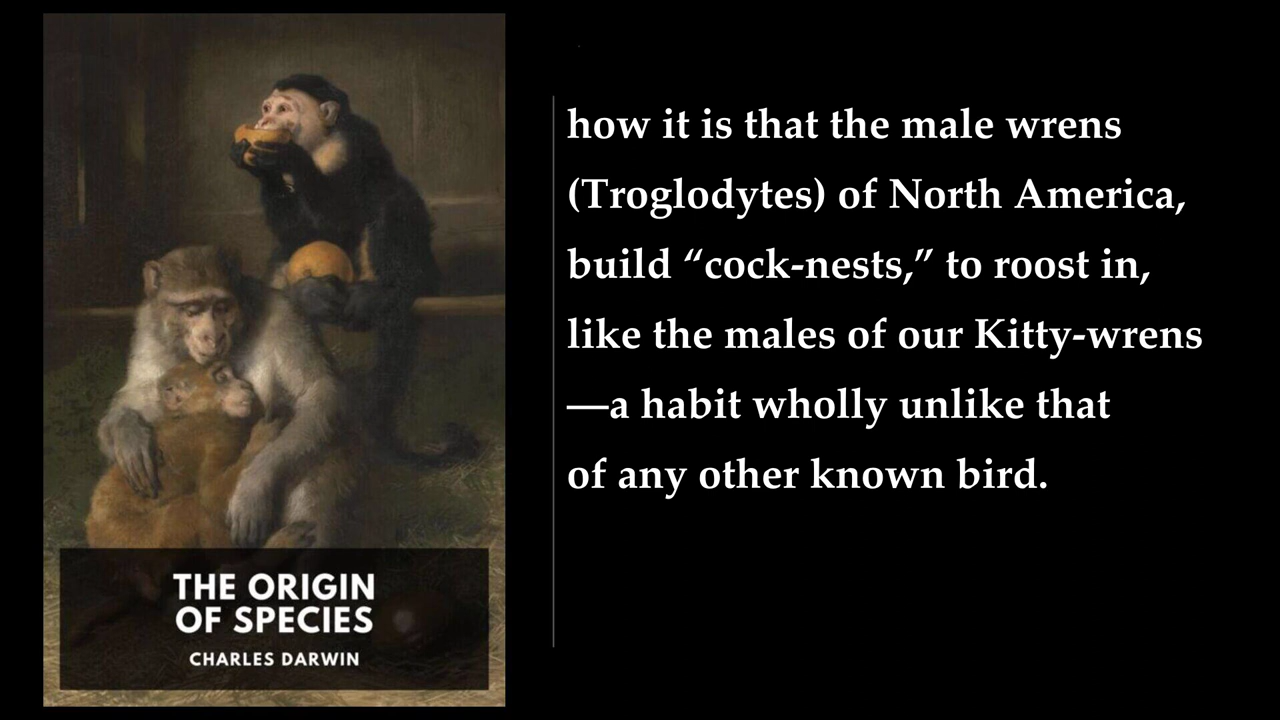 how it is that the male wrens
(Troglodytes) of North America,
build “cock-nests,” to roost in,
like the males of our Kitty-wrens
—a habit wholly unlike that
of any other known bird.
THE ORIGIN
OF SPECIES
CHARLES DARWIN